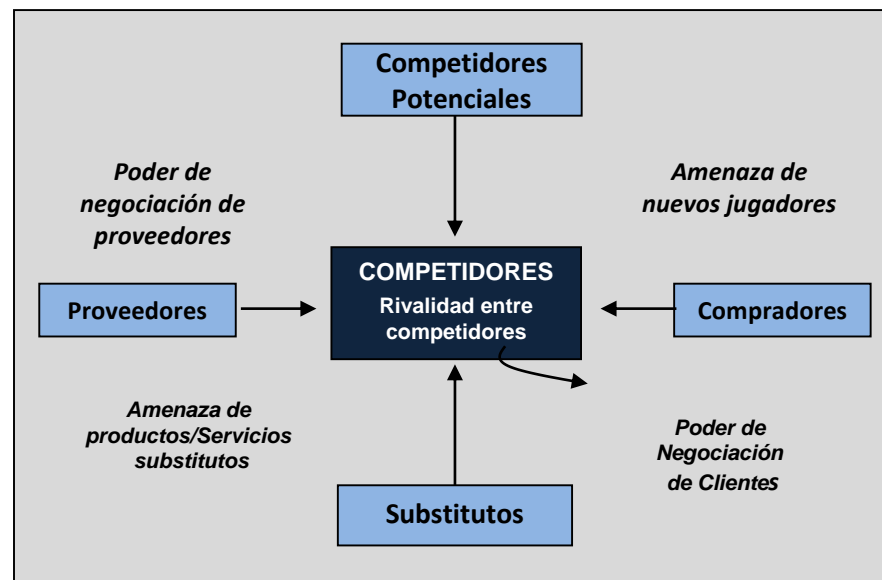 Competidores
Potenciales
Poder de
negociación de
proveedores
Amenaza de
nuevos jugadores
COMPETIDORES
Rivalidad entre
competidores
Proveedores
Compradores
Amenaza de
productos/Servicios
substitutos
Poder de
Negociación
de Clientes
Substitutos